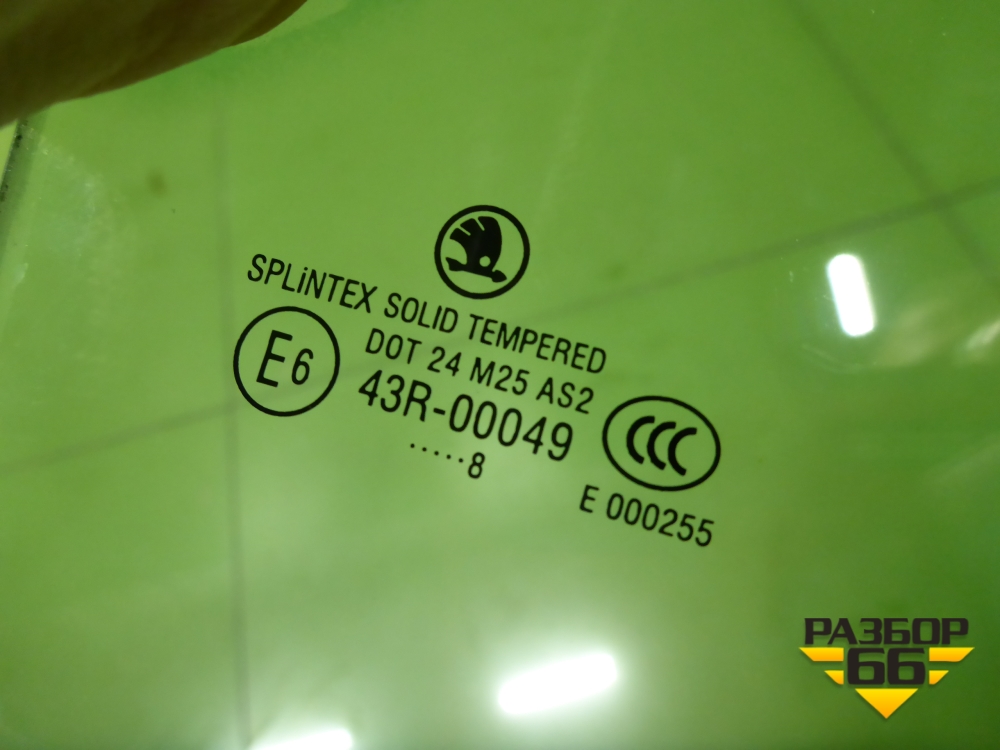 SPLiNTEX SOLID TEMPERED
E6
DOT 24 M25 AS2
43R-00049
.....8
CCC
E 000255
РАЗБОР
66